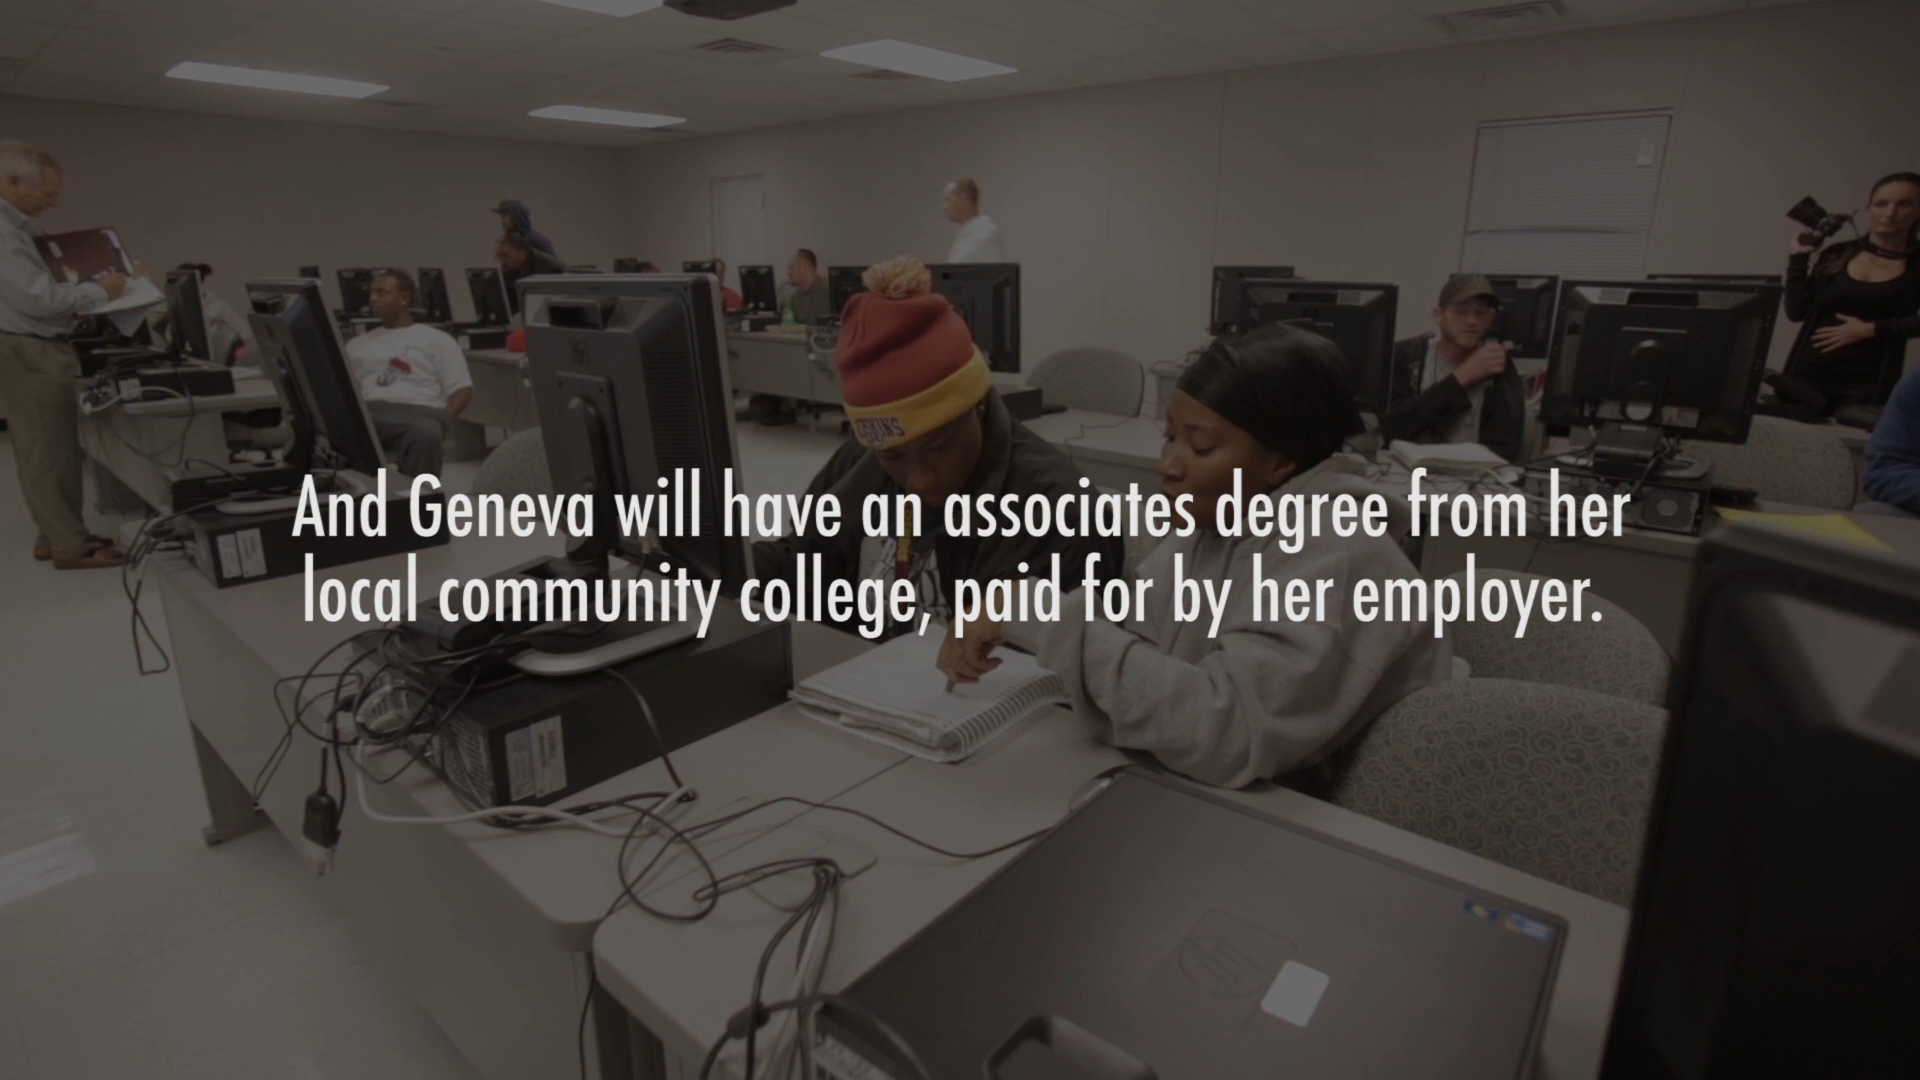 And Geneva will have an associates degree from her
local community college, paid for by her employer.